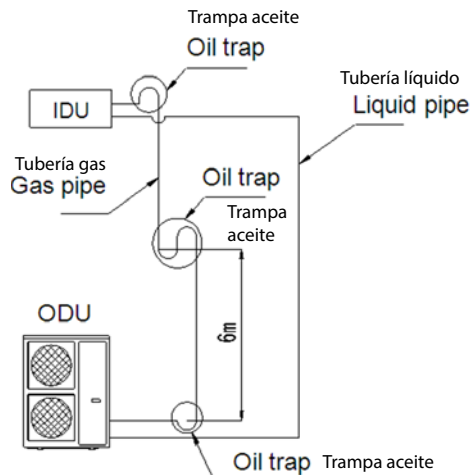 Trampa aceite
Oil trap
IDU
Tubería líquido
Liquid pipe
Tubería gas
Gas pipe
Oil trap
Trampa
aceite
ODU
6m
Oil trap Trampa aceite